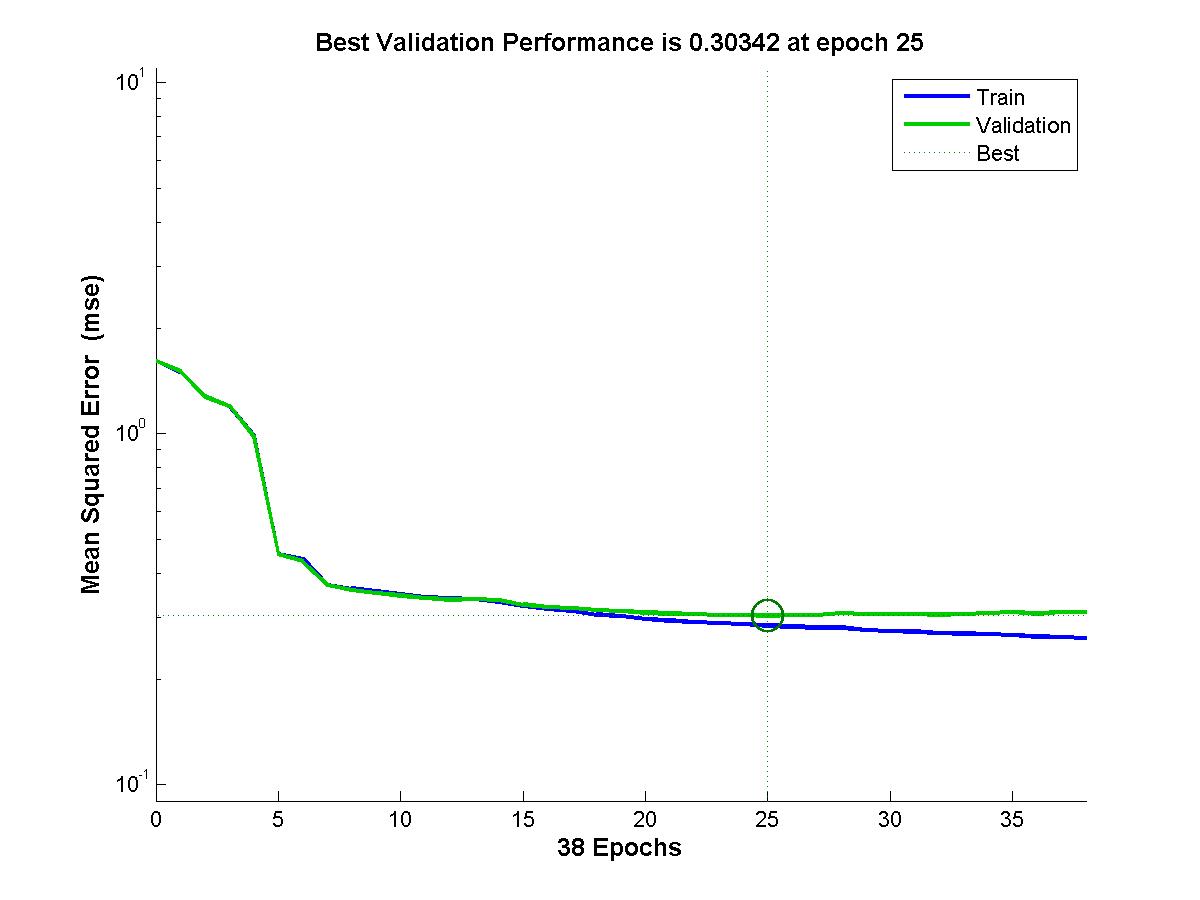 Best Validation Performance is 0.30342 at epoch 25
10^1
10^0
10^-1
Mean Squared Error (mse)
Train
Validation
Best
0 5 10 15 20 25 30 35
38 Epochs